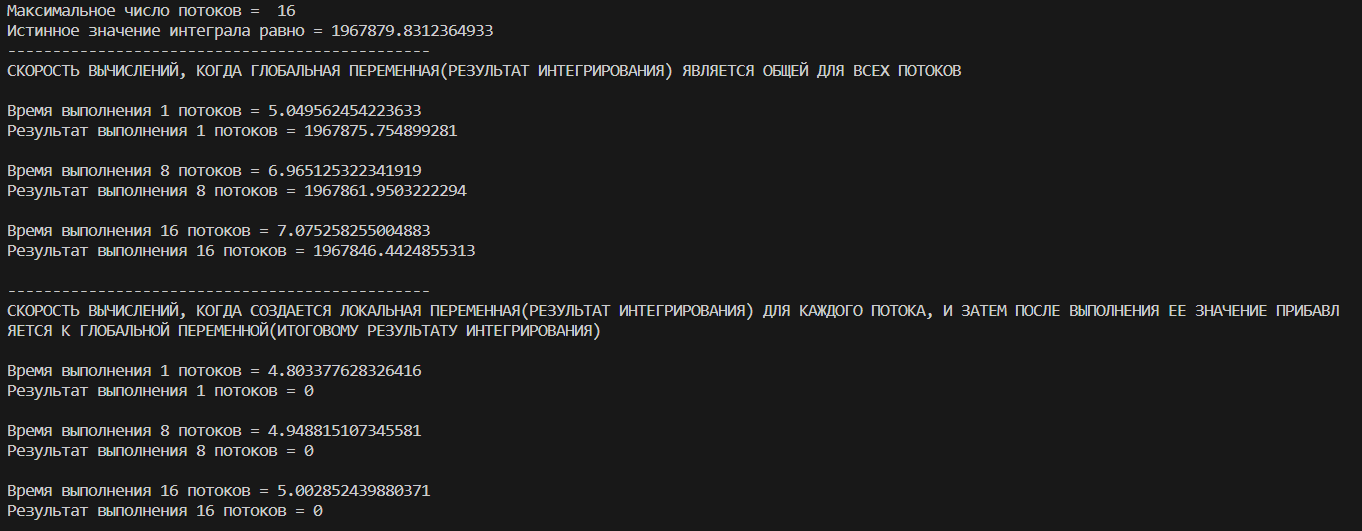 Максимальное число потоков =  16
Истинное значение интеграла равно = 1967879.8312364933
-----------------------------------------------
СКОРОСТЬ ВЫЧИСЛЕНИЙ, КОГДА ГЛОБАЛЬНАЯ ПЕРЕМЕННАЯ(РЕЗУЛЬТАТ ИНТЕГРИРОВАНИЯ) ЯВЛЯЕТСЯ ОБЩЕЙ ДЛЯ ВСЕХ ПОТОКОВ
Время выполнения 1 потоков = 5.049562454223633
Результат выполнения 1 потоков = 1967875.754899281
Время выполнения 8 потоков = 6.965125322341919
Результат выполнения 8 потоков = 1967861.9503222294
Время выполнения 16 потоков = 7.075258255004883
Результат выполнения 16 потоков = 1967846.4424855313
-----------------------------------------------
СКОРОСТЬ ВЫЧИСЛЕНИЙ, КОГДА СОЗДАЕТСЯ ЛОКАЛЬНАЯ ПЕРЕМЕННАЯ(РЕЗУЛЬТАТ ИНТЕГРИРОВАНИЯ) ДЛЯ КАЖДОГО ПОТОКА, И ЗАТЕМ ПОСЛЕ ВЫПОЛНЕНИЯ ЕЕ ЗНАЧЕНИЕ ПРИБАВЛ
ЯЕТСЯ К ГЛОБАЛЬНОЙ ПЕРЕМЕННОЙ(ИТОГОВОМУ РЕЗУЛЬТАТУ ИНТЕГРИРОВАНИЯ)
Время выполнения 1 потоков = 4.803377628326416
Результат выполнения 1 потоков = 0
Время выполнения 8 потоков = 4.948815107345581
Результат выполнения 8 потоков = 0
Время выполнения 16 потоков = 5.002852439880371
Результат выполнения 16 потоков = 0